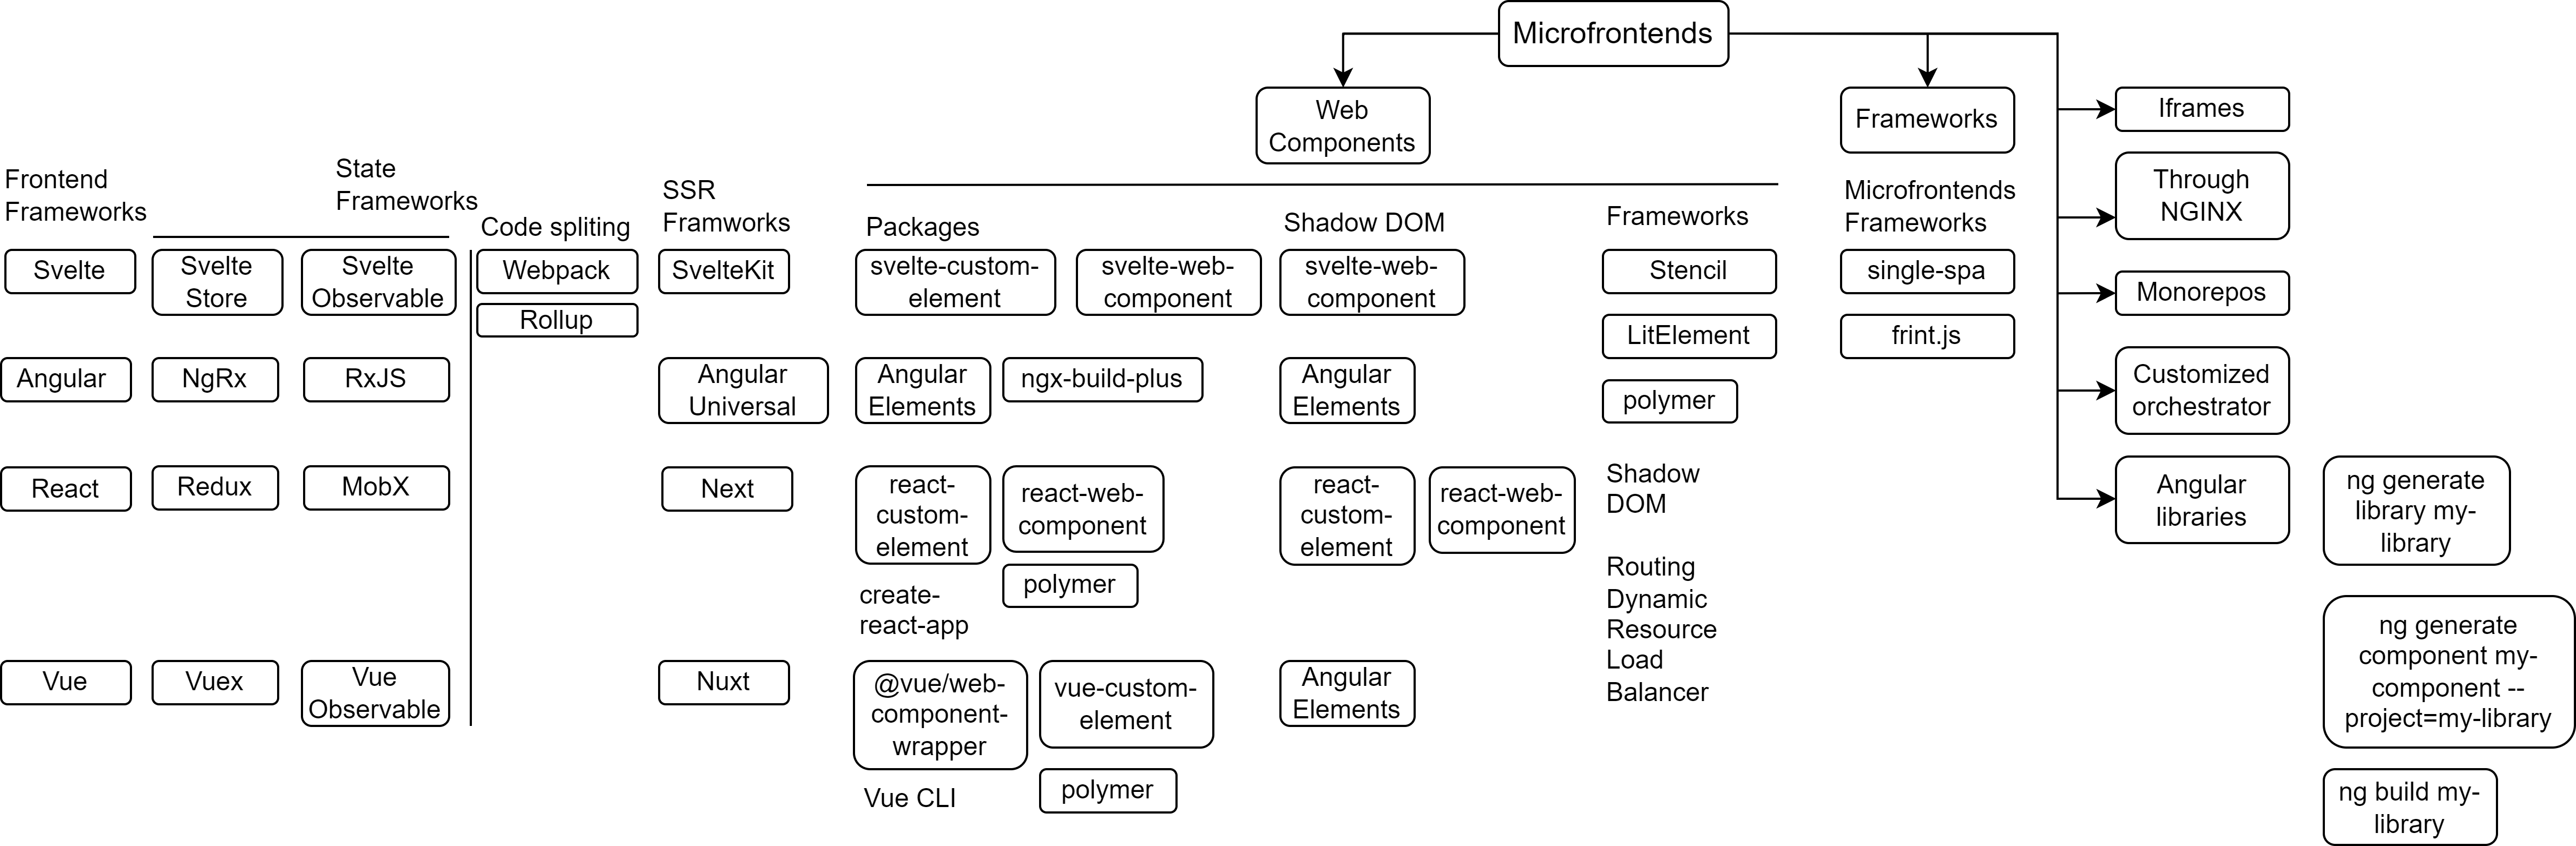 Microfrontends
Web
Components
Frameworks
Iframes
Through
NGINX
Monorepos
Customized
orchestrator
Angular
libraries
ng generate
library my-
library
ng generate
component my-
component --
project=my-library
ng build my-
library
Frontend
Frameworks
State
Frameworks
Code spliting
SSR
Framworks
Packages
Shadow DOM
Frameworks
Microfrontends
Frameworks
Svelte
Svelte
Store
Svelte
Observable
Webpack
Rollup
SvelteKit
svelte-custom-
element
svelte-web-
component
svelte-web-
component
Stencil
LitElement
polymer
single-spa
frint.js
Angular
NgRx
RxJS
Angular
Universal
Angular
Elements
ngx-build-plus
Angular
Elements
React
Redux
MobX
Next
react-
custom-
element
react-web-
component
polymer
create-
react-app
react-
custom-
element
react-web-
component
Shadow
DOM
Routing
Dynamic
Resource
Load
Balancer
Vue
Vuex
Vue
Observable
Nuxt
@vue/web-
component-
wrapper
vue-custom-
element
polymer
Vue CLI
Angular
Elements